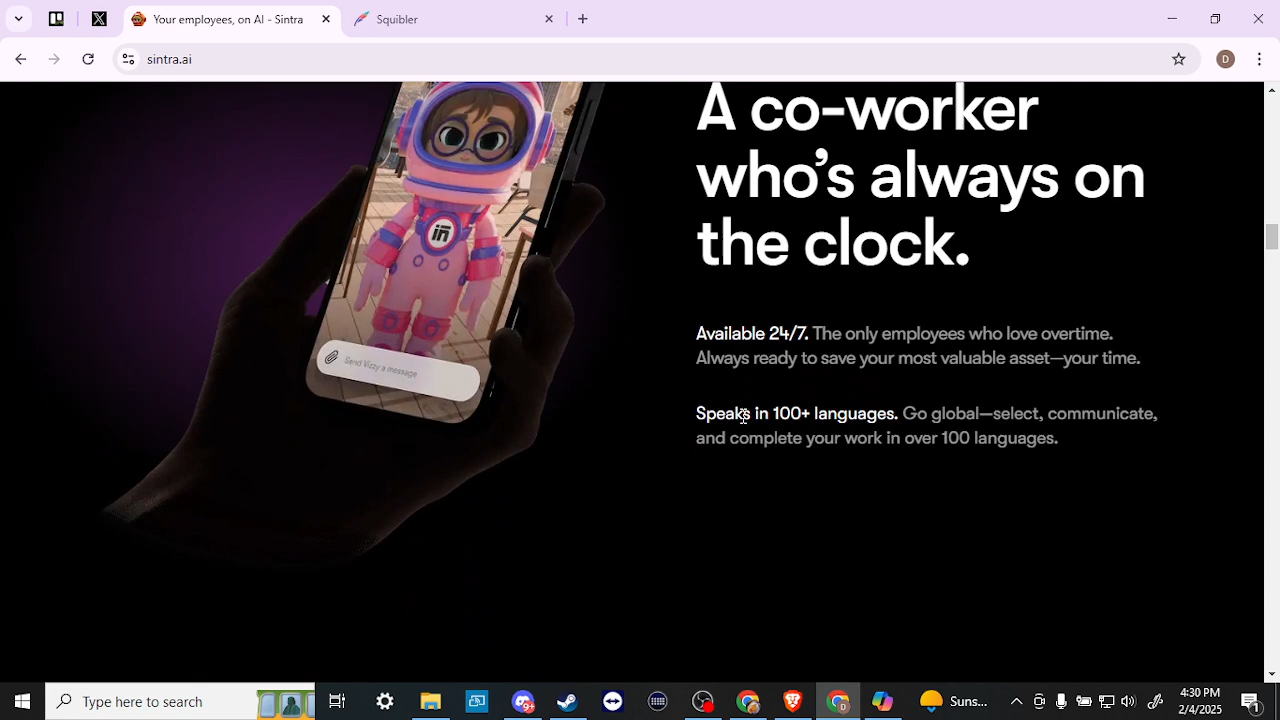 Your employees, on AI - Sintra
Squibler
sintra.ai
D
A co-worker
who's always on
the clock.
Send Vizzy a message
Available 24/7. The only employees who love overtime.
Always ready to save your most valuable asset—your time.
Speaks in 100+ languages. Go global—select, communicate,
and complete your work in over 100 languages.
Type here to search
9+
D
Suns...
4:30 PM
2/4/2025
1